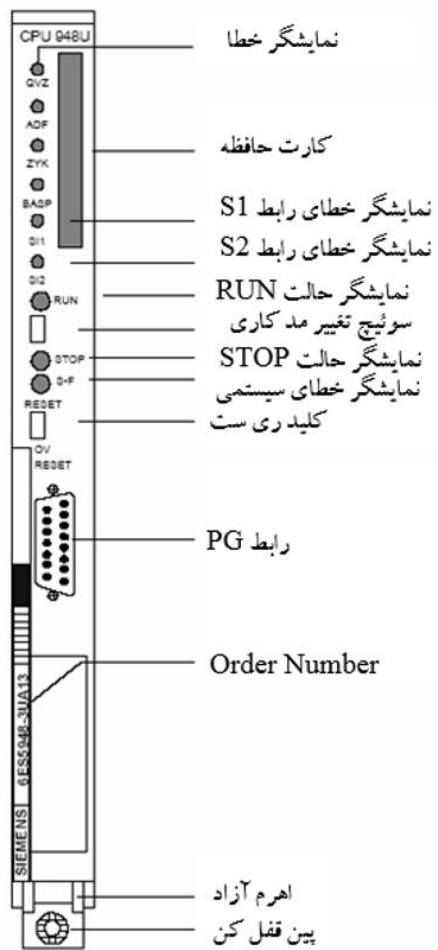 CPU 948U
نمایشگر خطا
QVZ
ADF
کارت حافظه
ZYK
BASP
نمایشگر خطای رابط S1
SI1
نمایشگر خطای رابط S2
SI2
نمایشگر حالت RUN
RUN
سوئیچ تغییر مد کاری
نمایشگر حالت STOP
STOP
نمایشگر خطای سیستمی
S-F
RESET
کلید ری ست
OV
RESET
رابط PG
Order Number
6ES5948-3UA13
SIEMENS
اهرم آزاد
پین قفل کن